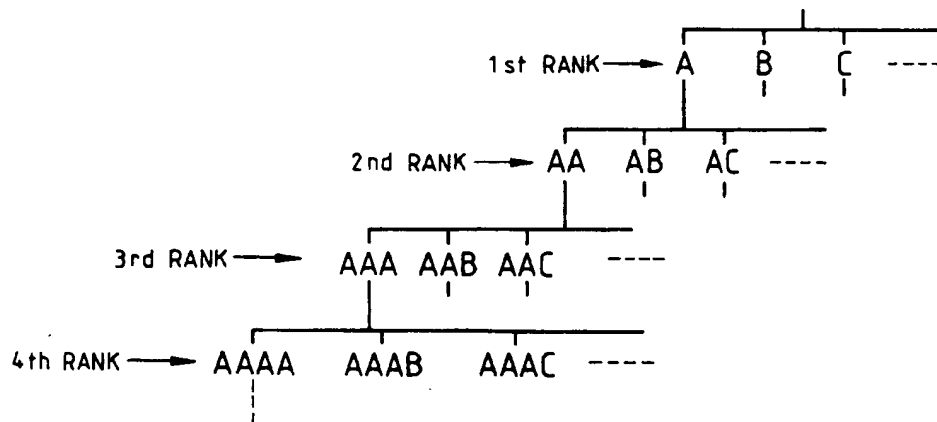 1st RANK A B C
2nd RANK AA AB AC
3rd RANK AAA AAB AAC
4th RANK AAAA AAAB AAAC